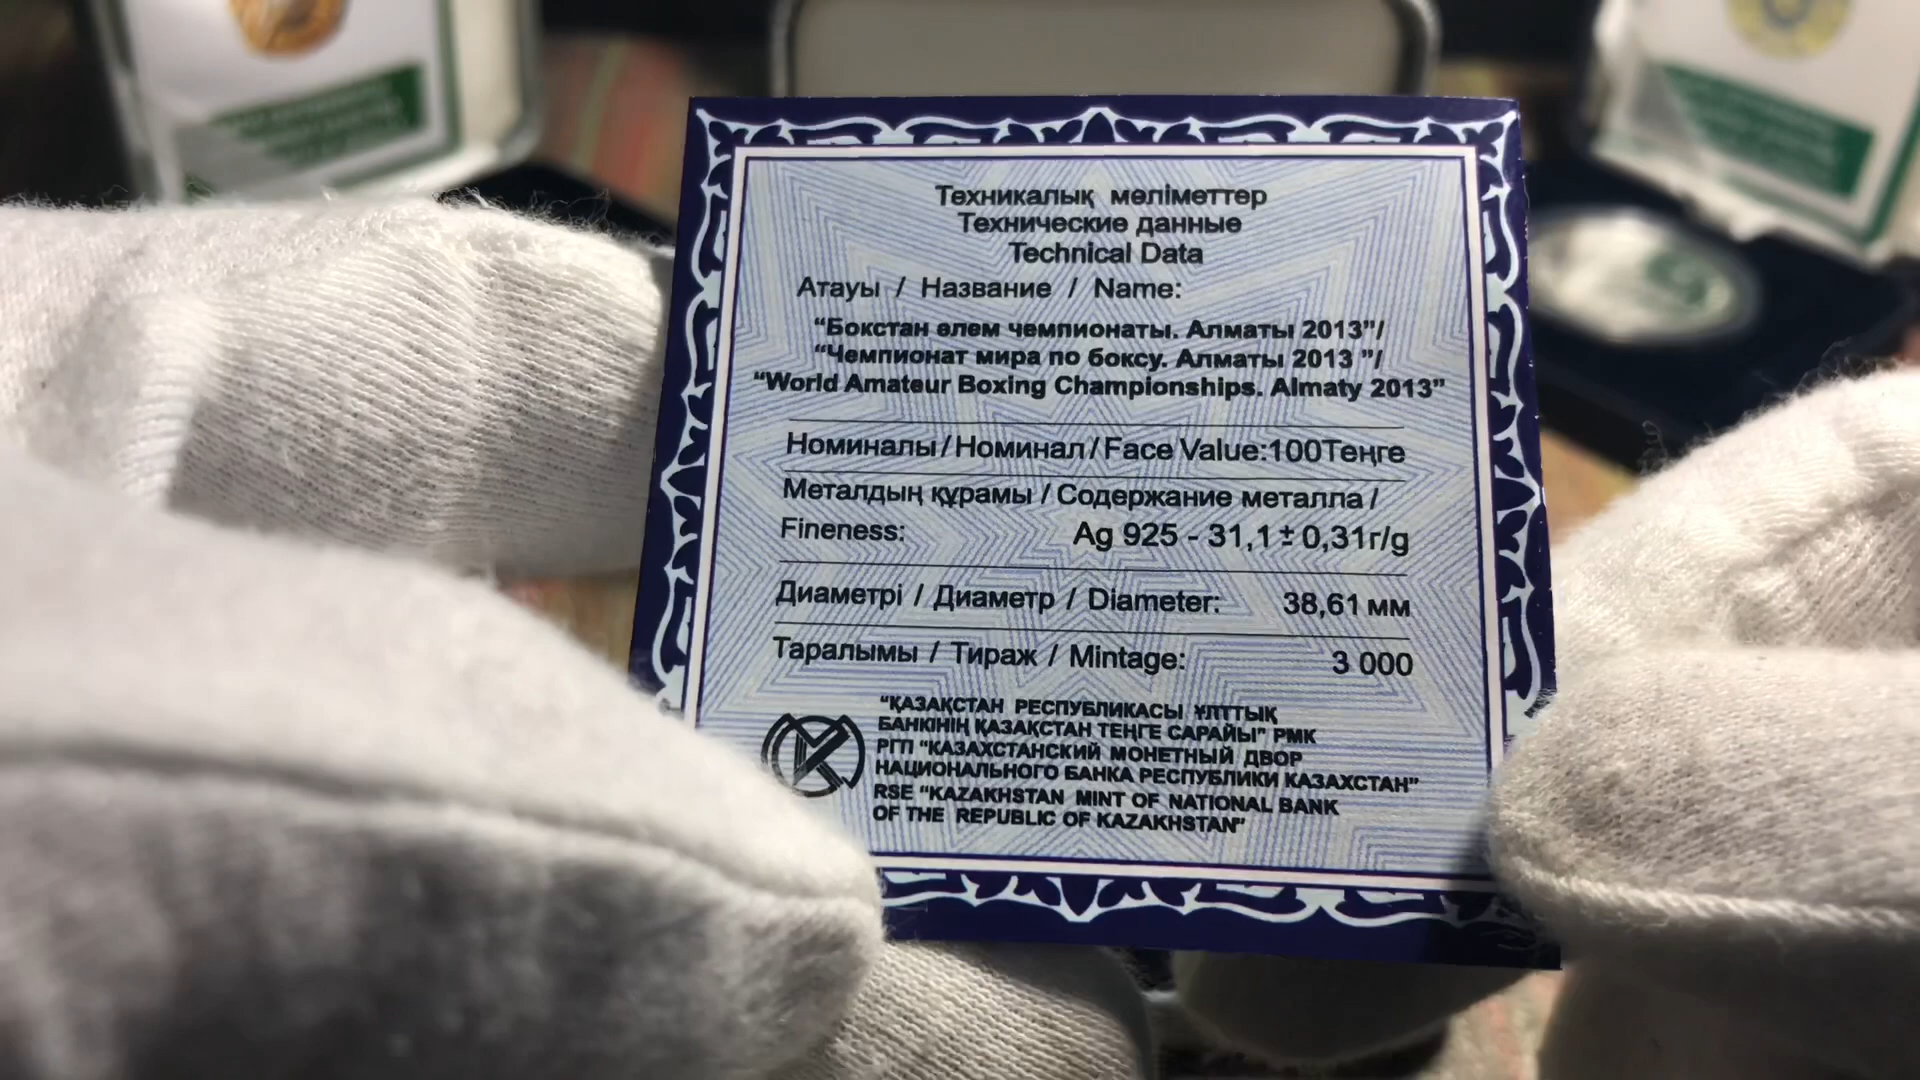 Техникалық мәліметтер
Технические данные
Technical Data
Атауы / Название / Name:
“Бокстан әлем чемпионаты. Алматы 2013”/
“Чемпионат мира по боксу. Алматы 2013 ”/
“World Amateur Boxing Championships. Almaty 2013”
Номиналы/Номинал/Face Value:100Теңге
Металдың құрамы / Содержание металла /
Fineness: Ag 925 - 31,1 ± 0,31г/g
Диаметрі / Диаметр / Diameter: 38,61 мм
Таралымы / Тираж / Mintage: 3 000
“ҚАЗАҚСТАН РЕСПУБЛИКАСЫ ҰЛТТЫҚ
БАНКІНІҢ ҚАЗАҚСТАН ТЕҢГЕ САРАЙЫ” РМК
РГП “КАЗАХСТАНСКИЙ МОНЕТНЫЙ ДВОР
НАЦИОНАЛЬНОГО БАНКА РЕСПУБЛИКИ КАЗАХСТАН”
RSE “KAZAKHSTAN MINT OF NATIONAL BANK
OF THE REPUBLIC OF KAZAKHSTAN”